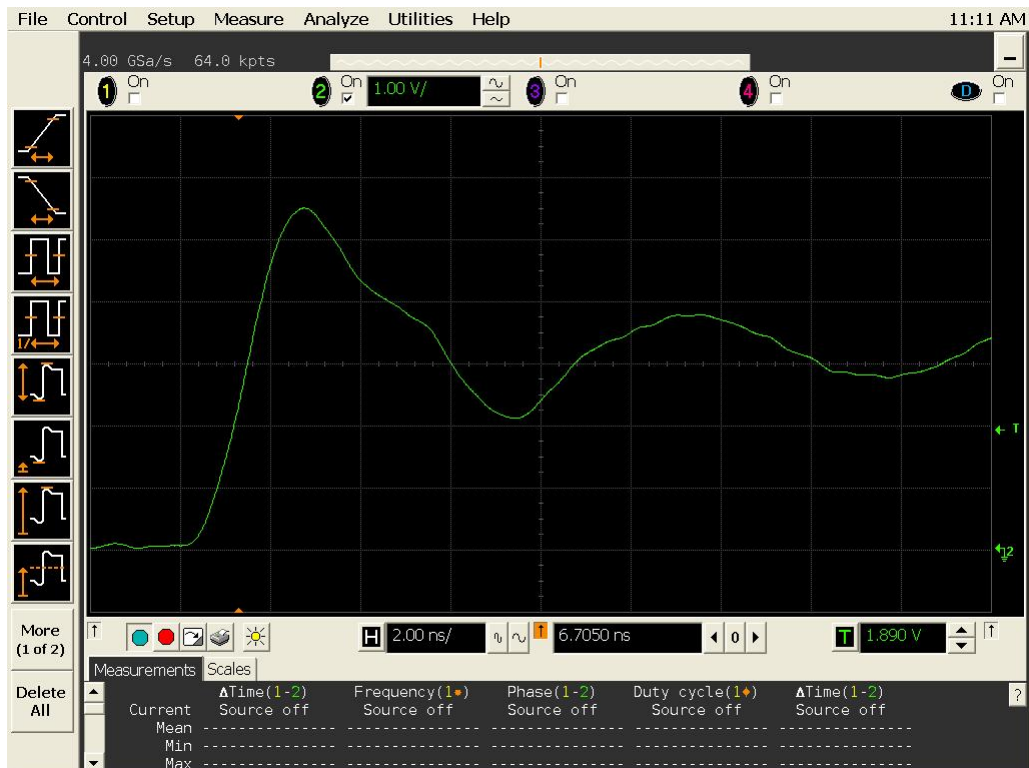 File Control Setup Measure Analyze Utilities Help 11:11 AM
4.00 GSa/s 64.0 kpts
1 On 2 On 1.00 V/ 3 On 4 On D On
T
2
1/
More
(1 of 2)
Delete
All
H 2.00 ns/ 6.7050 ns 0 T 1.890 V
Measurements Scales
ΔTime(1-2) Frequency(1) Phase(1-2) Duty cycle(1) ΔTime(1-2) ?
Current Source off Source off Source off Source off Source off
Mean -------------- -------------- -------------- -------------- --------------
Min -------------- -------------- -------------- -------------- --------------
Max -------------- -------------- -------------- -------------- --------------